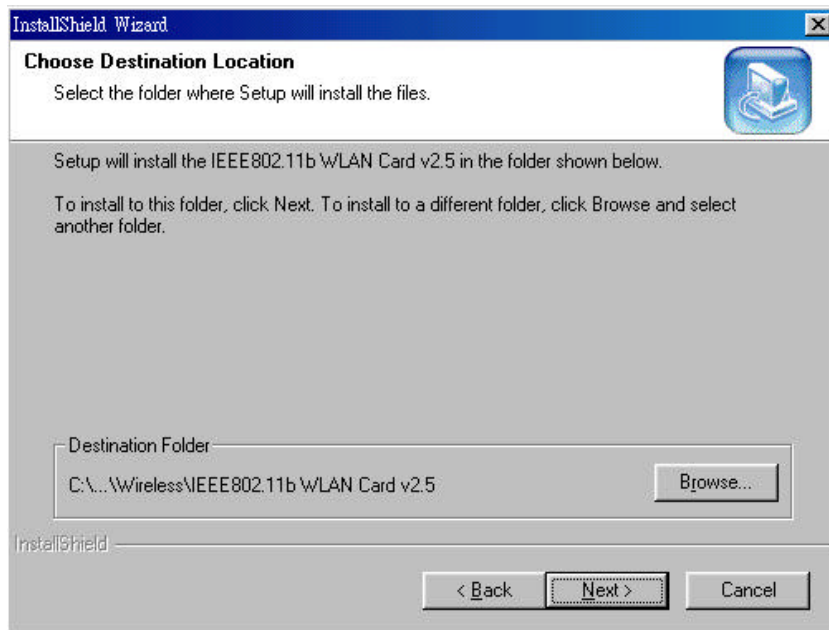 InstallShield Wizard
Choose Destination Location
Select the folder where Setup will install the files.
Setup will install the IEEE802.11b WLAN Card v2.5 in the folder shown below.
To install to this folder, click Next. To install to a different folder, click Browse and select
another folder.
Destination Folder
C:\...\Wireless\IEEE802.11b WLAN Card v2.5
Browse...
InstallShield
< Back
Next >
Cancel